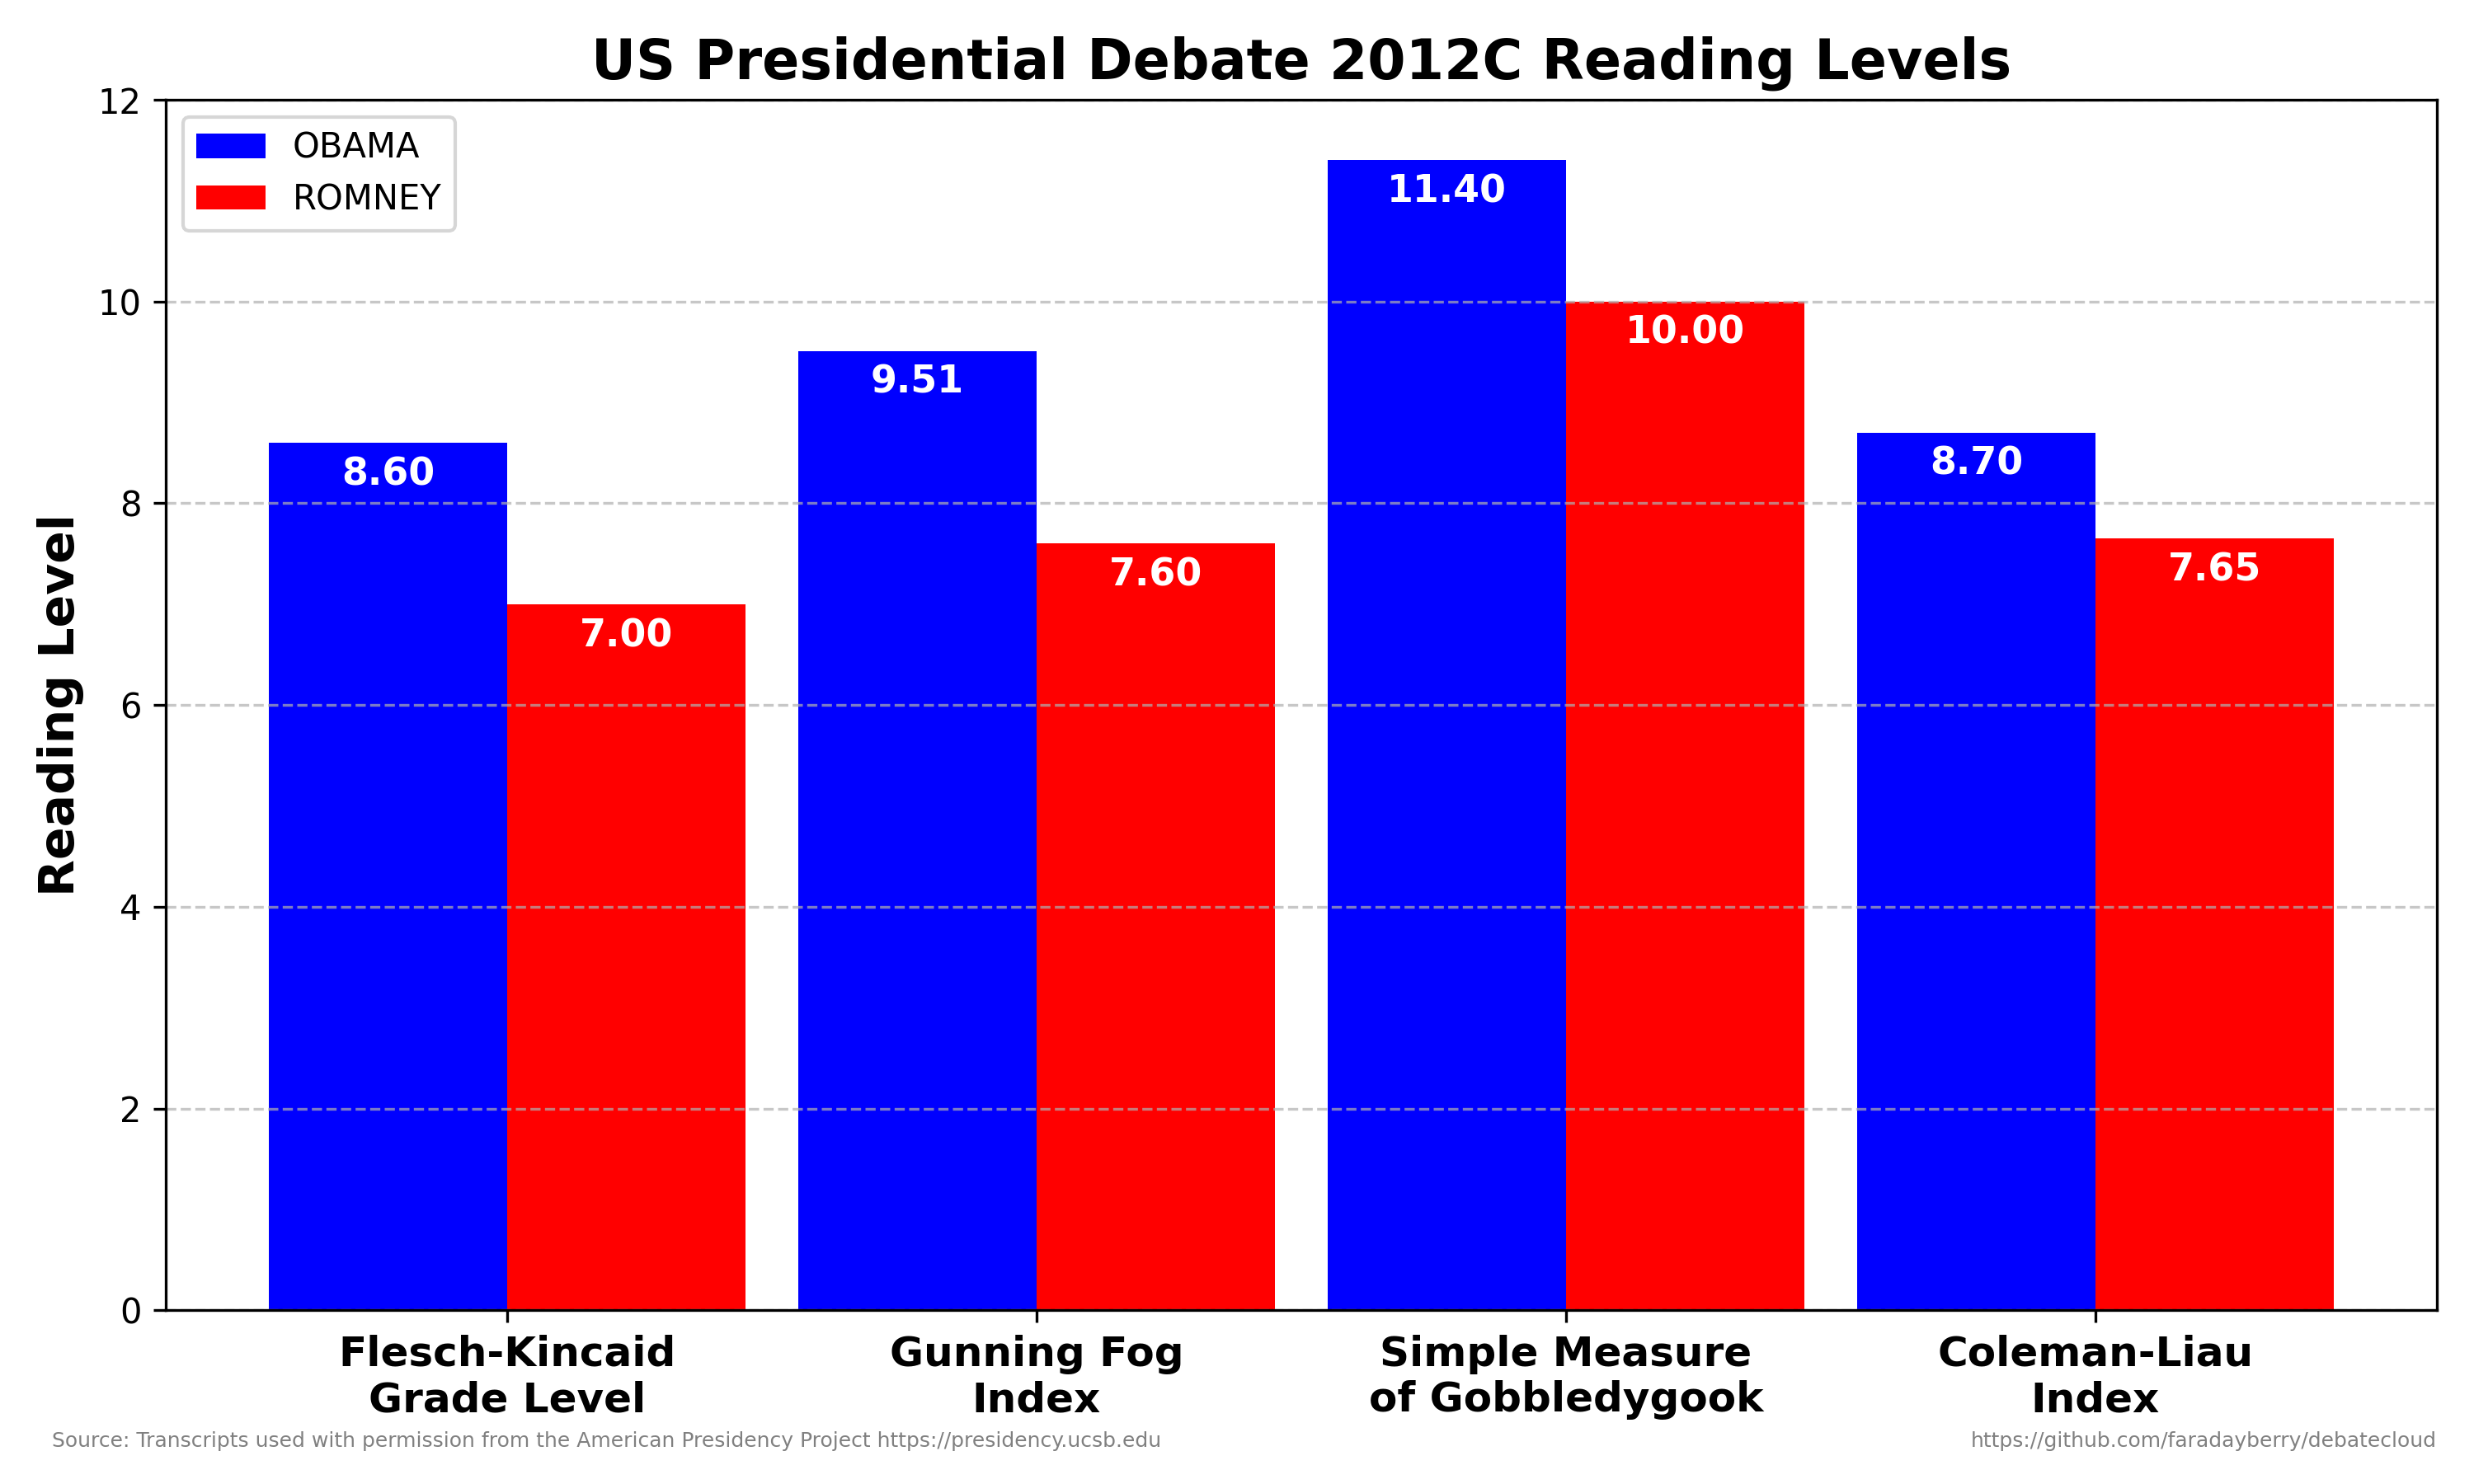 US Presidential Debate 2012C Reading Levels
OBAMA
ROMNEY
Reading Level
12
10
8
6
4
2
0
8.60
7.00
9.51
7.60
11.40
10.00
8.70
7.65
Flesch-Kincaid
Grade Level
Gunning Fog
Index
Simple Measure
of Gobbledygook
Coleman-Liau
Index
Source: Transcripts used with permission from the American Presidency Project https://presidency.ucsb.edu
https://github.com/faradayberry/debatecloud